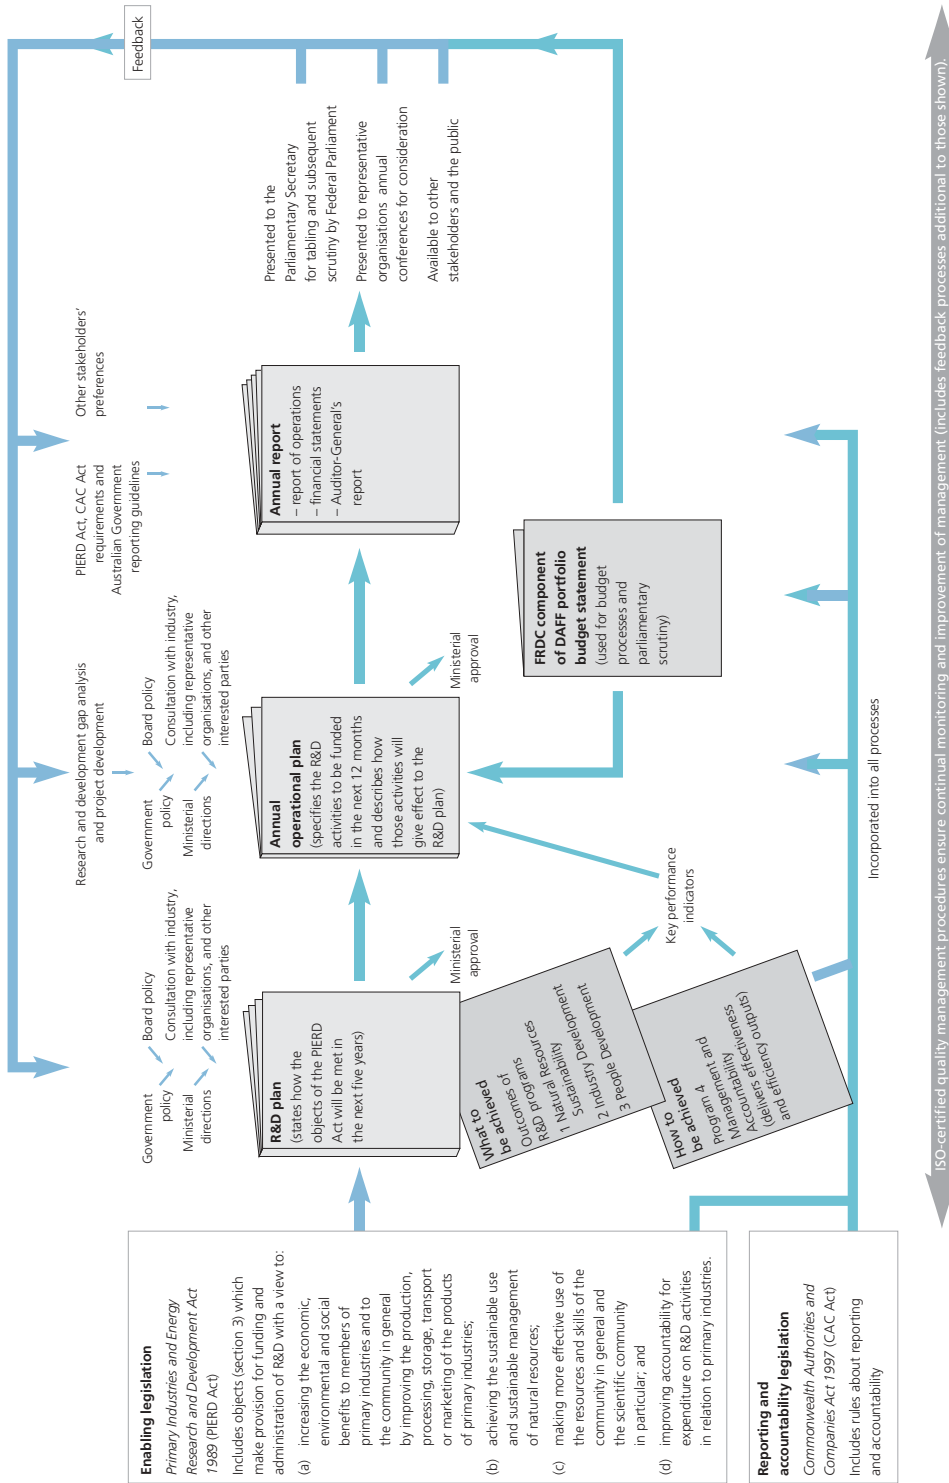 Enabling legislation
Primary Industries and Energy
Research and Development Act
1989 (PIERD Act)
Includes objects (section 3) which
make provision for funding and
administration of R&D with a view to:
(a) increasing the economic,
environmental and social
benefits to members of
primary industries and to
the community in general
by improving the production,
processing, storage, transport
or marketing of the products
of primary industries;
(b) achieving the sustainable use
and sustainable management
of natural resources;
(c) making more effective use of
the resources and skills of the
community in general and
the scientific community
in particular; and
(d) improving accountability for
expenditure on R&D activities
in relation to primary industries.
Reporting and
accountability legislation
Commonwealth Authorities and
Companies Act 1997 (CAC Act)
Includes rules about reporting
and accountability
Government
policy
Ministerial
directions
Board policy
Consultation with industry,
including representative
organisations, and other
interested parties
R&D plan
(states how the
objects of the PIERD
Act will be met in
the next five years)
Ministerial
approval
What to
be achieved
Outcomes of
R&D programs
1 Natural Resources
Sustainability
2 Industry Development
3 People Development
How to
be achieved
Program 4
Management and
Accountability
(delivers effectiveness
and efficiency outputs)
Key performance
indicators
Research and development gap analysis
and project development
Government
policy
Ministerial
directions
Board policy
Consultation with industry,
including representative
organisations, and other
interested parties
Annual
operational plan
(specifies the R&D
activities to be funded
in the next 12 months
and describes how
those activities will
give effect to the
R&D plan)
Ministerial
approval
FRDC component
of DAFF portfolio
budget statement
(used for budget
processes and
parliamentary
scrutiny)
PIERD Act, CAC Act
requirements and
Australian Government
reporting guidelines
Other stakeholders'
preferences
Annual report
– report of operations
– financial statements
– Auditor-General's
report
Presented to the
Parliamentary Secretary
for tabling and subsequent
scrutiny by Federal Parliament
Presented to representative
organisations annual
conferences for consideration
Available to other
stakeholders and the public
Feedback
Incorporated into all processes
ISO-certified quality management procedures ensure continual monitoring and improvement of management (includes feedback processes additional to those shown).